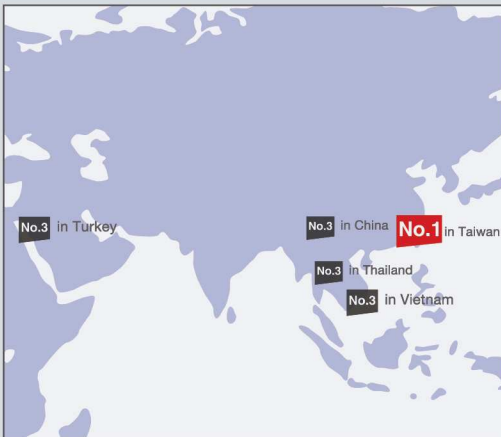 No.3 in Turkey
No.3 in China
No.1 in Taiwan
No.3 in Thailand
No.3 in Vietnam